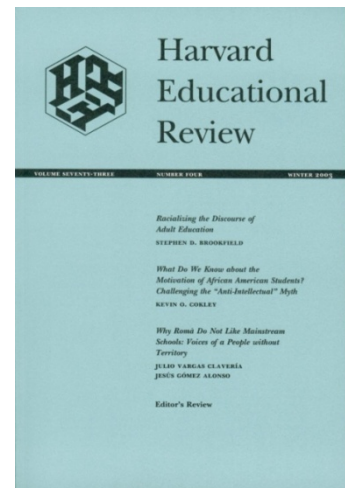 Harvard
Educational
Review
VOLUME SEVENTY-THREE NUMBER FOUR WINTER 2003
Racializing the Discourse of
Adult Education
STEPHEN D. BROOKFIELD
What Do We Know about the
Motivation of African American Students?
Challenging the “Anti-Intellectual” Myth
KEVIN O. COKLEY
Why Romà Do Not Like Mainstream
Schools: Voices of a People without
Territory
JULIO VARGAS CLAVERÍA
JESÚS GÓMEZ ALONSO
Editor's Review